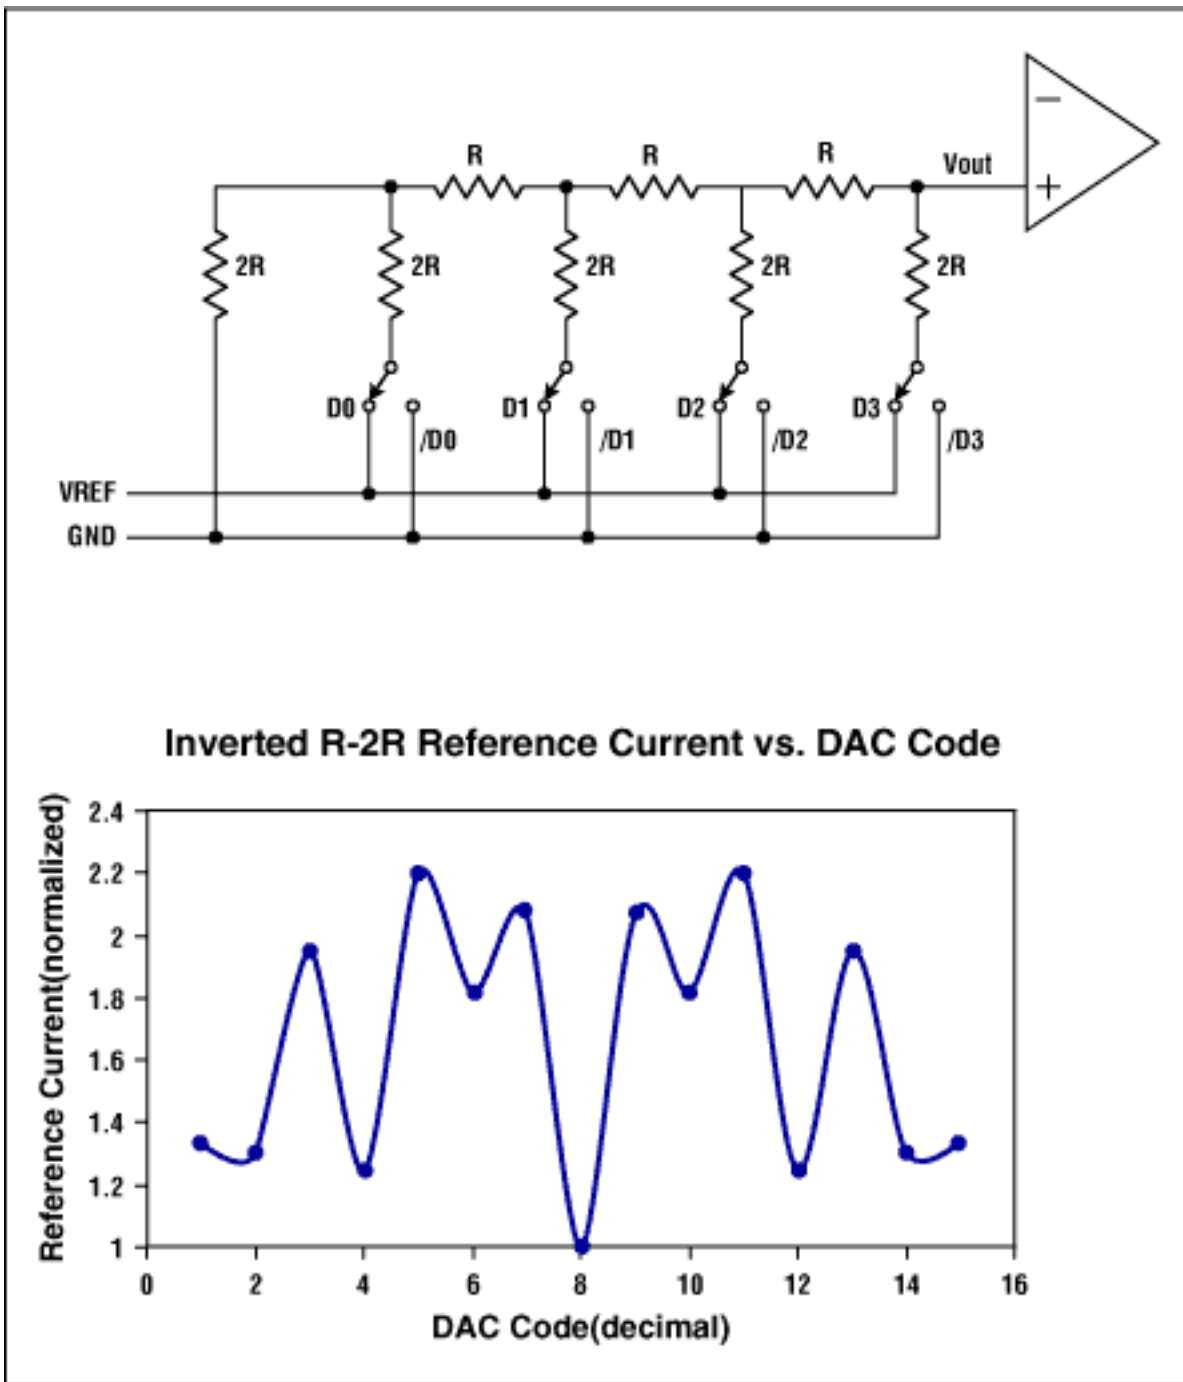 R R R Vout
−
+
2R 2R 2R 2R 2R
D0 D1 D2 D3
/D0 /D1 /D2 /D3
VREF
GND
Inverted R-2R Reference Current vs. DAC Code
Reference Current(normalized)
2.4
2.2
2
1.8
1.6
1.4
1.2
1
0 2 4 6 8 10 12 14 16
DAC Code(decimal)